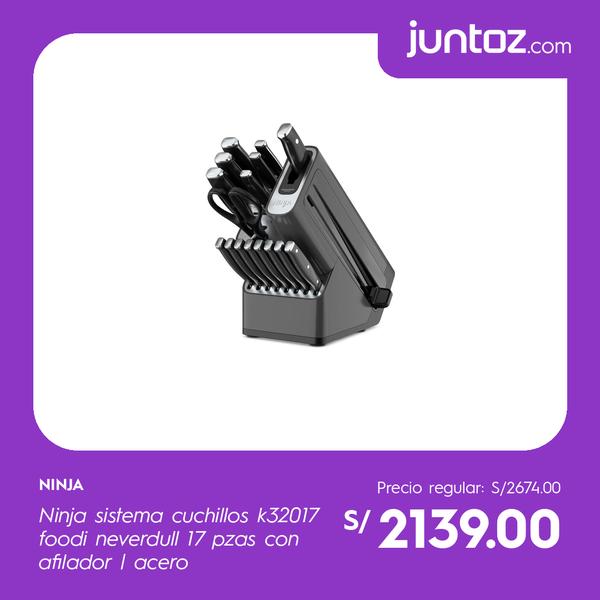 juntoz.com
NINJA
Ninja sistema cuchillos k32017
foodi neverdull 17 pzas con
afilador | acero
Precio regular: S/2674.00
S/ 2139.00